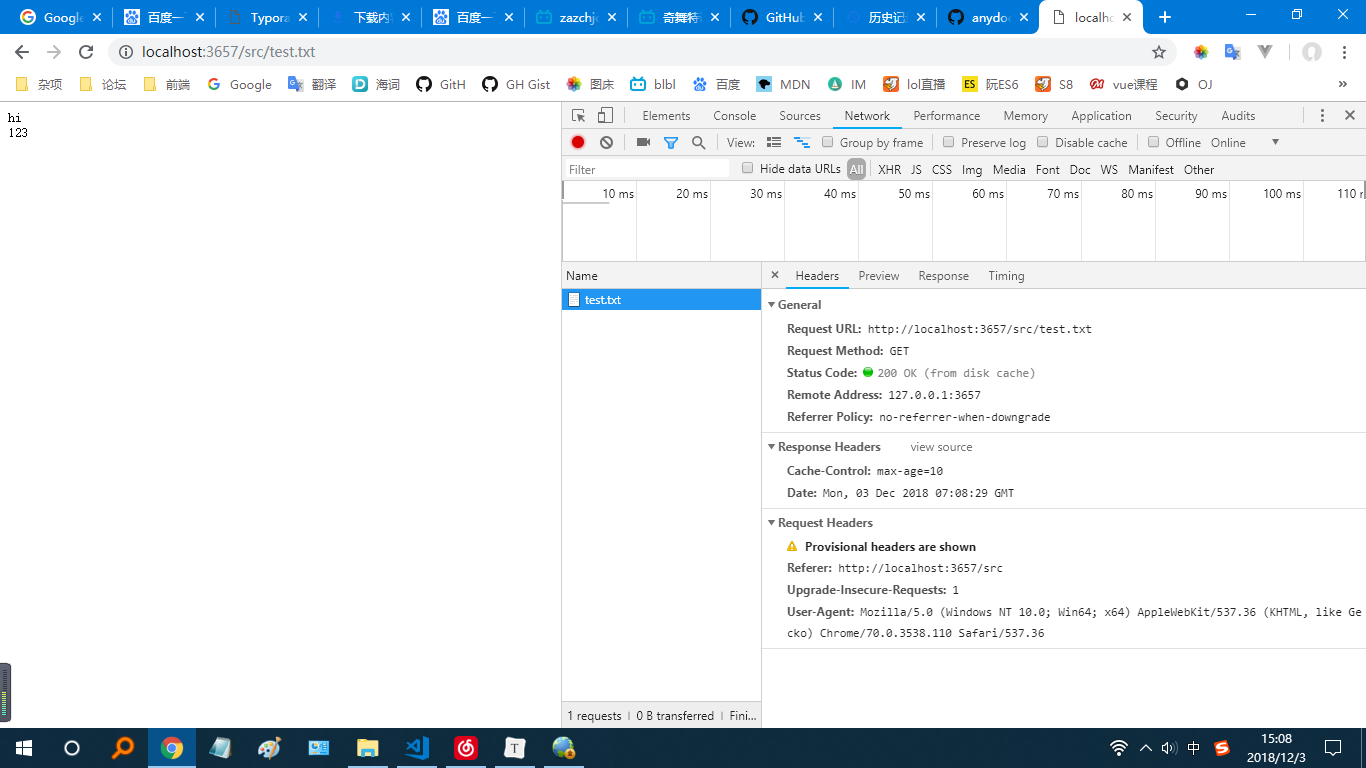 Google
百度一
Typora
下载内
百度一
zazchjc
奇舞特
GitHub
历史记
anydo
localho
localhost:3657/src/test.txt
杂项 论坛 前端 Google 翻译 海词 GitH GH Gist 图床 blbl 百度 MDN IM lol直播 ES 阮ES6 S8 vue课程 OJ »
hi
123
Elements Console Sources Network Performance Memory Application Security Audits
View: Group by frame Preserve log Disable cache Offline Online
Filter Hide data URLs All XHR JS CSS Img Media Font Doc WS Manifest Other
10 ms 20 ms 30 ms 40 ms 50 ms 60 ms 70 ms 80 ms 90 ms 100 ms 110
Name
test.txt
Headers Preview Response Timing
General
Request URL: http://localhost:3657/src/test.txt
Request Method: GET
Status Code: 200 OK (from disk cache)
Remote Address: 127.0.0.1:3657
Referrer Policy: no-referrer-when-downgrade
Response Headers view source
Cache-Control: max-age=10
Date: Mon, 03 Dec 2018 07:08:29 GMT
Request Headers
Provisional headers are shown
Referer: http://localhost:3657/src
Upgrade-Insecure-Requests: 1
User-Agent: Mozilla/5.0 (Windows NT 10.0; Win64; x64) AppleWebKit/537.36 (KHTML, like Ge
cko) Chrome/70.0.3538.110 Safari/537.36
1 requests | 0 B transferred | Fini...
T
中
15:08
2018/12/3